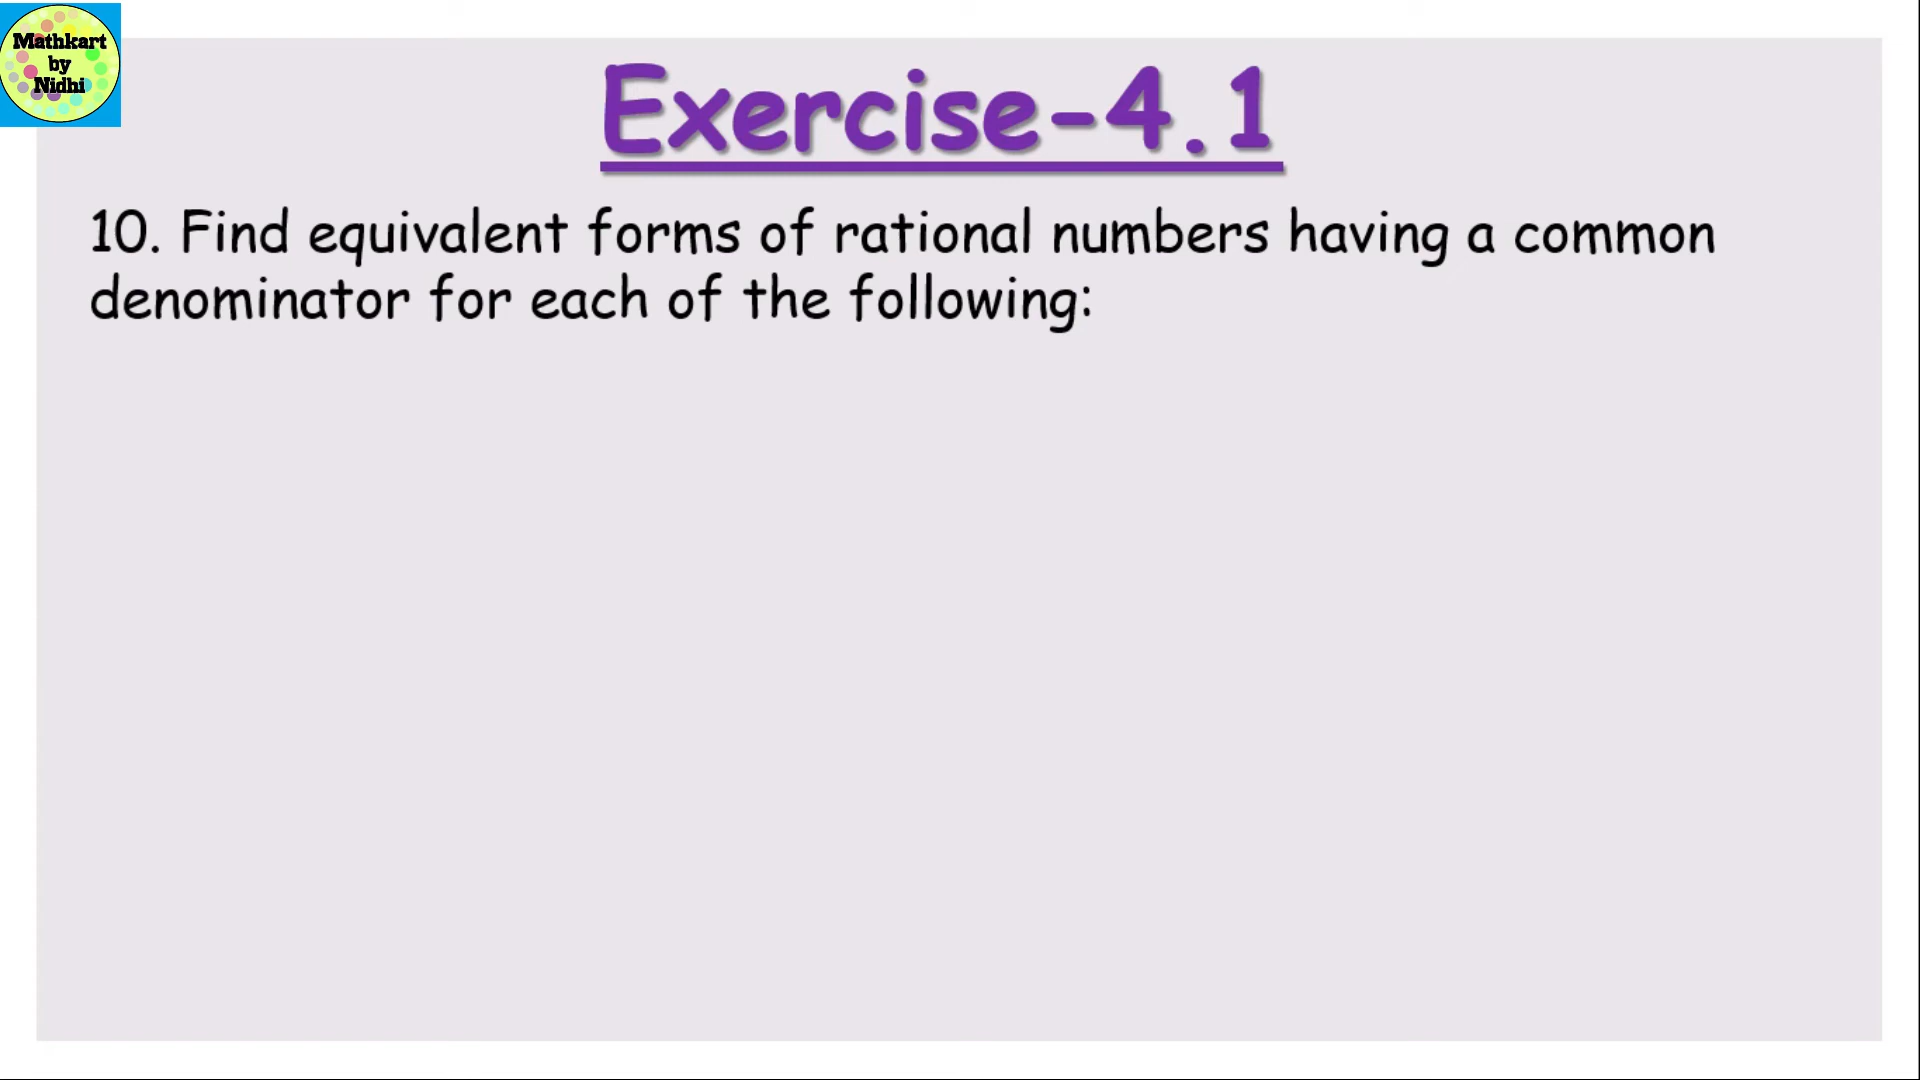 Mathkart
by
Nidhi
Exercise-4.1
10. Find equivalent forms of rational numbers having a common
denominator for each of the following: